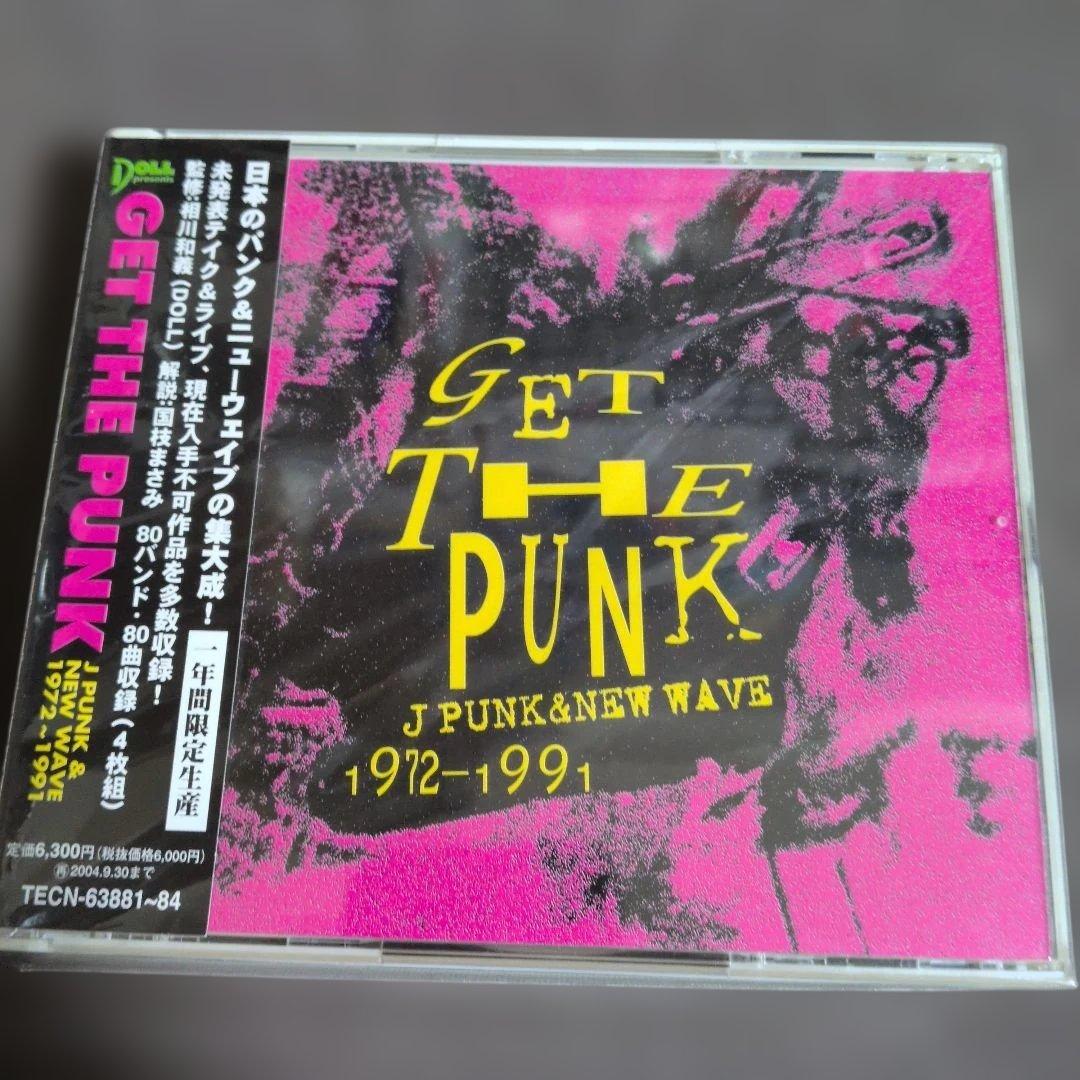 DOLL
presents
GET THE PUNK
J PUNK &
NEW WAVE
1972~1991
日本のパンク&ニューウェイブの集大成!
未発表テイク&ライブ、現在入手不可作品を多数収録!
監修:相川和義(DOLL) 解説:国枝まさみ 80バンド・80曲収録(4枚組)
一年間限定生産
定価6,300円(税抜価格6,000円)
再2004.9.30まで
TECN-63881~84
GET
THE
PUNK
J PUNK&NEW WAVE
1972-1991